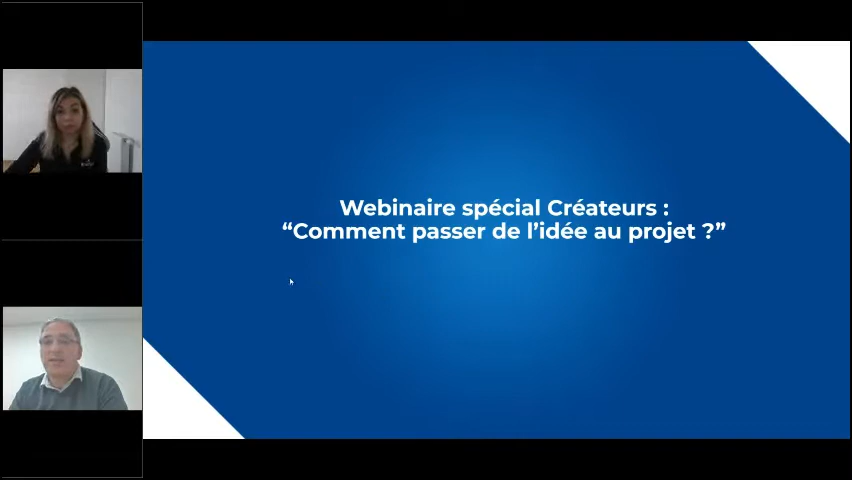 Webinaire spécial Créateurs :
“Comment passer de l’idée au projet ?”